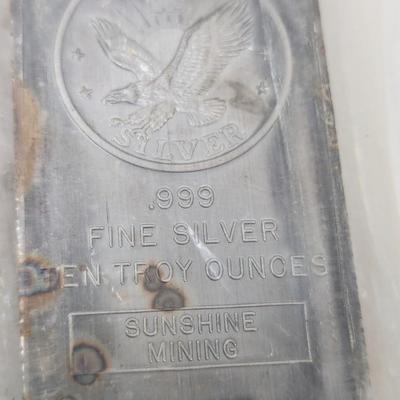 SILVER
.999
FINE SILVER
TEN TROY OUNCES
SUNSHINE
MINING